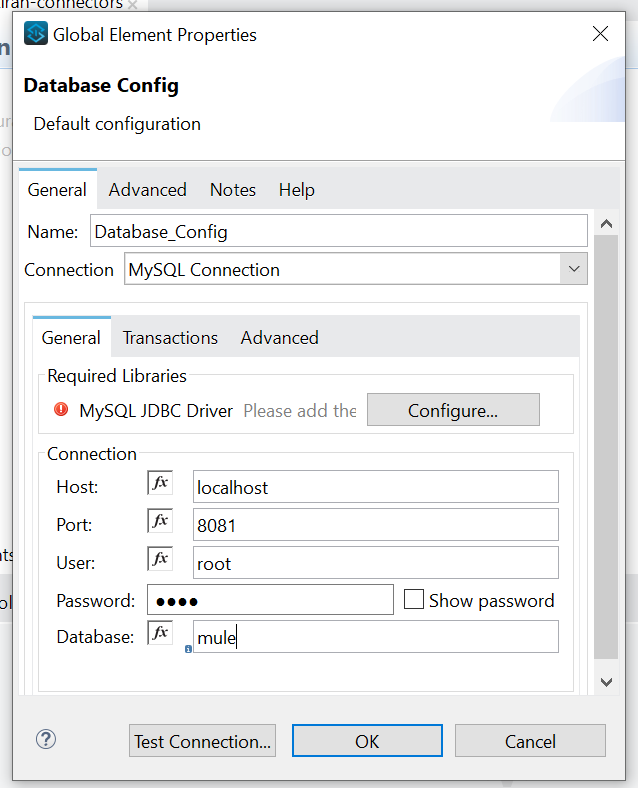 iran-connectors
Global Element Properties
Database Config
Default configuration
General Advanced Notes Help
Name: Database_Config
Connection MySQL Connection
General Transactions Advanced
Required Libraries
MySQL JDBC Driver Please add the Configure...
Connection
Host: fx localhost
Port: fx 8081
User: fx root
Password: ●●●● Show password
Database: fx mule
? Test Connection... OK Cancel